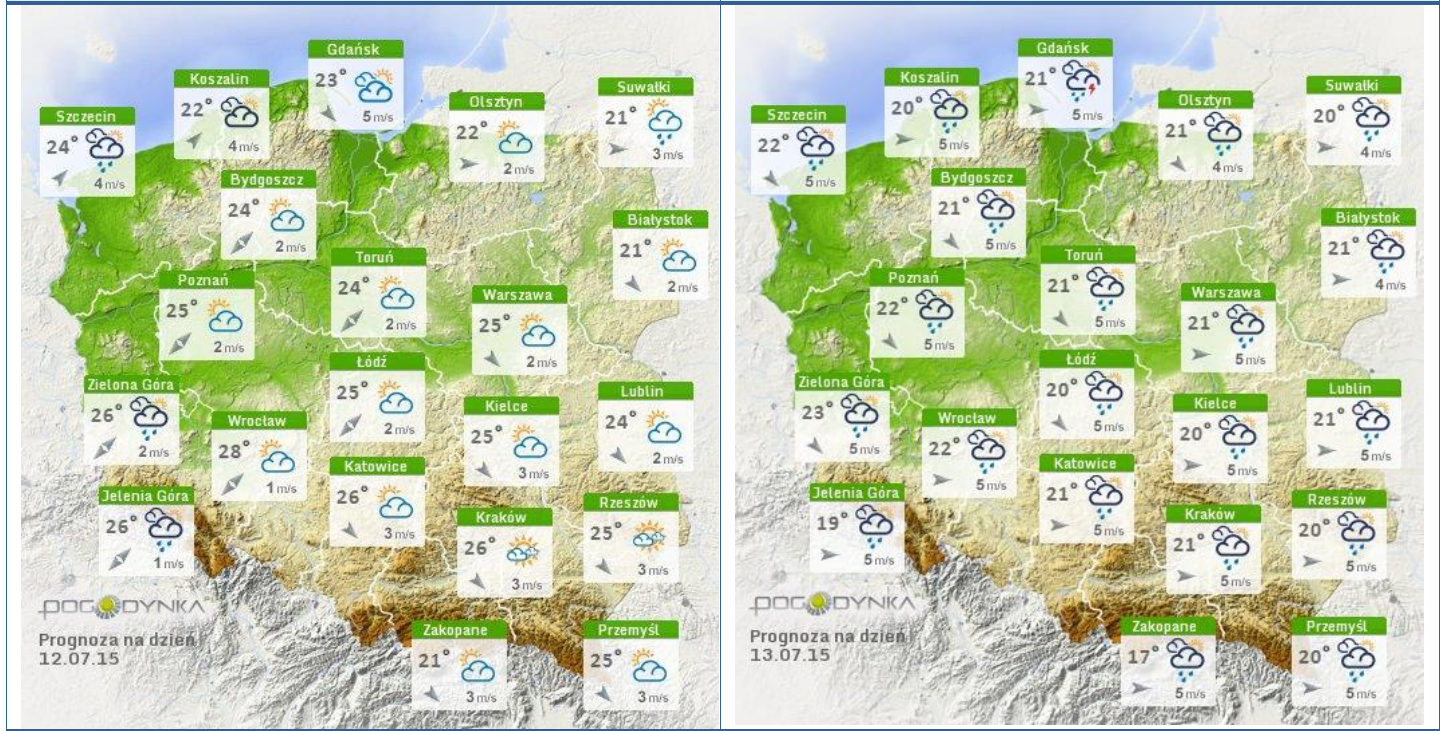 Gdańsk
23°
5 m/s
Koszalin
22°
4 m/s
Suwałki
21°
3 m/s
Olsztyn
22°
2 m/s
Szczecin
24°
4 m/s
Bydgoszcz
24°
2 m/s
Białystok
21°
2 m/s
Toruń
24°
2 m/s
Poznań
25°
2 m/s
Warszawa
25°
2 m/s
Łódź
25°
2 m/s
Zielona Góra
26°
2 m/s
Lublin
24°
2 m/s
Kielce
25°
3 m/s
Wrocław
28°
1 m/s
Katowice
26°
3 m/s
Jelenia Góra
26°
1 m/s
Rzeszów
25°
3 m/s
Kraków
26°
3 m/s
POGODYNKA
Prognoza na dzień
12.07.15
Zakopane
21°
3 m/s
Przemyśl
25°
3 m/s
Gdańsk
21°
5 m/s
Koszalin
20°
5 m/s
Suwałki
20°
4 m/s
Olsztyn
21°
4 m/s
Szczecin
22°
5 m/s
Bydgoszcz
21°
5 m/s
Białystok
21°
4 m/s
Toruń
21°
5 m/s
Poznań
22°
5 m/s
Warszawa
21°
5 m/s
Łódź
20°
5 m/s
Zielona Góra
23°
5 m/s
Lublin
21°
5 m/s
Kielce
20°
5 m/s
Wrocław
22°
5 m/s
Katowice
21°
5 m/s
Jelenia Góra
19°
5 m/s
Rzeszów
20°
5 m/s
Kraków
21°
5 m/s
POGODYNKA
Prognoza na dzień
13.07.15
Zakopane
17°
5 m/s
Przemyśl
20°
5 m/s